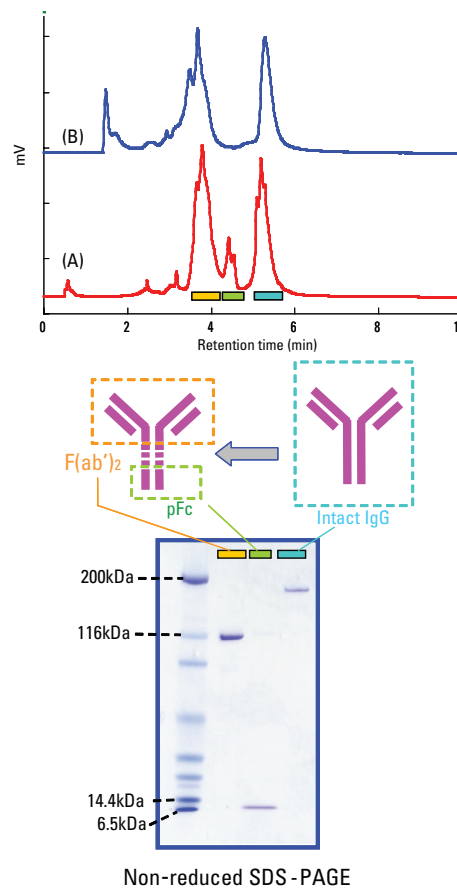 mV
(B)
(A)
0
2
4
6
8
1
Retention time (min)
F(ab’)2
pFc
Intact IgG
200kDa
116kDa
14.4kDa
6.5kDa
Non-reduced SDS-PAGE